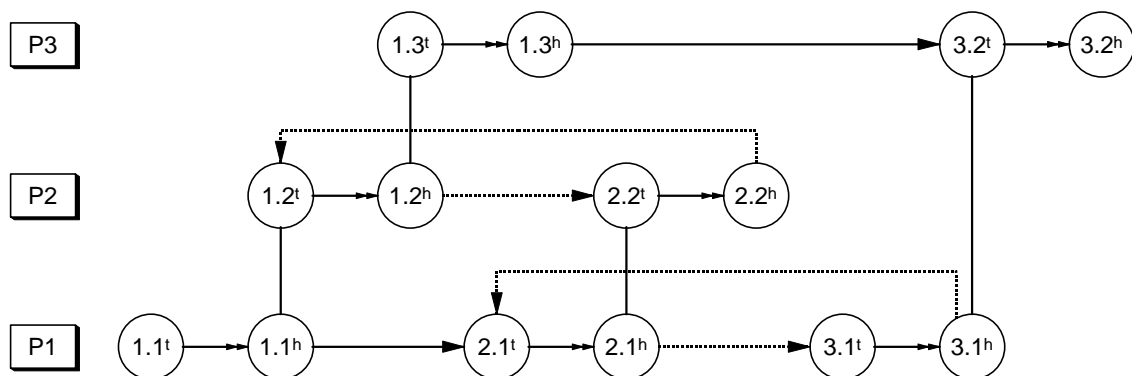 P3 1.3ᵗ 1.3ʰ 3.2ᵗ 3.2ʰ
P2 1.2ᵗ 1.2ʰ 2.2ᵗ 2.2ʰ
P1 1.1ᵗ 1.1ʰ 2.1ᵗ 2.1ʰ 3.1ᵗ 3.1ʰ